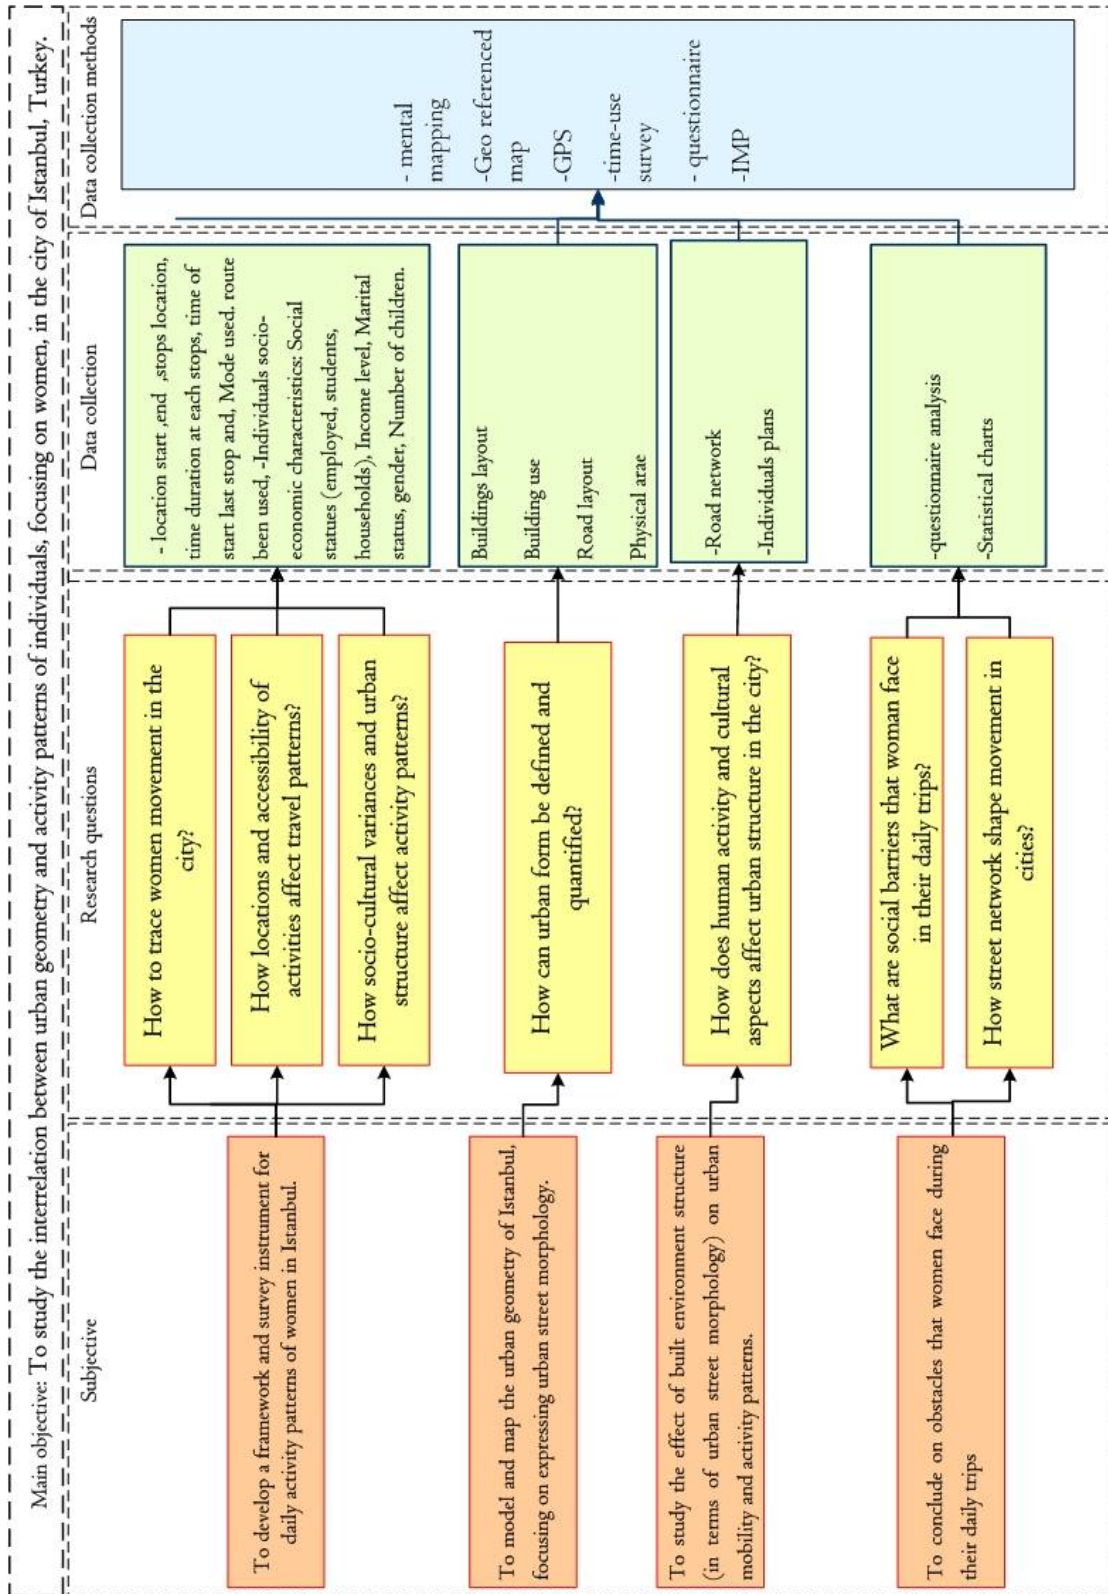 Main objective: To study the interrelation between urban geometry and activity patterns of individuals, focusing on women, in the city of Istanbul, Turkey.
Subjective
To develop a framework and survey instrument for
daily activity patterns of women in Istanbul.
To model and map the urban geometry of Istanbul,
focusing on expressing urban street morphology.
To study the effect of built environment structure
(in terms of urban street morphology) on urban
mobility and activity patterns.
To conclude on obstacles that women face during
their daily trips
Research questions
How to trace women movement in the
city?
How locations and accessibility of
activities affect travel patterns?
How socio-cultural variances and urban
structure affect activity patterns?
How can urban form be defined and
quantified?
How does human activity and cultural
aspects affect urban structure in the city?
What are social barriers that woman face
in their daily trips?
How street network shape movement in
cities?
Data collection
- location start ,end ,stops location,
time duration at each stops, time of
start last stop and, Mode used. route
been used, -Individuals socio-
economic characteristics: Social
statues (employed, students,
households), Income level, Marital
status, gender, Number of children.
Buildings layout
Building use
Road layout
Physical arae
-Road network
-Individuals plans
-questionnaire analysis
-Statistical charts
Data collection methods
- mental
mapping
-Geo referenced
map
-GPS
-time-use
survey
- questionnaire
-IMP